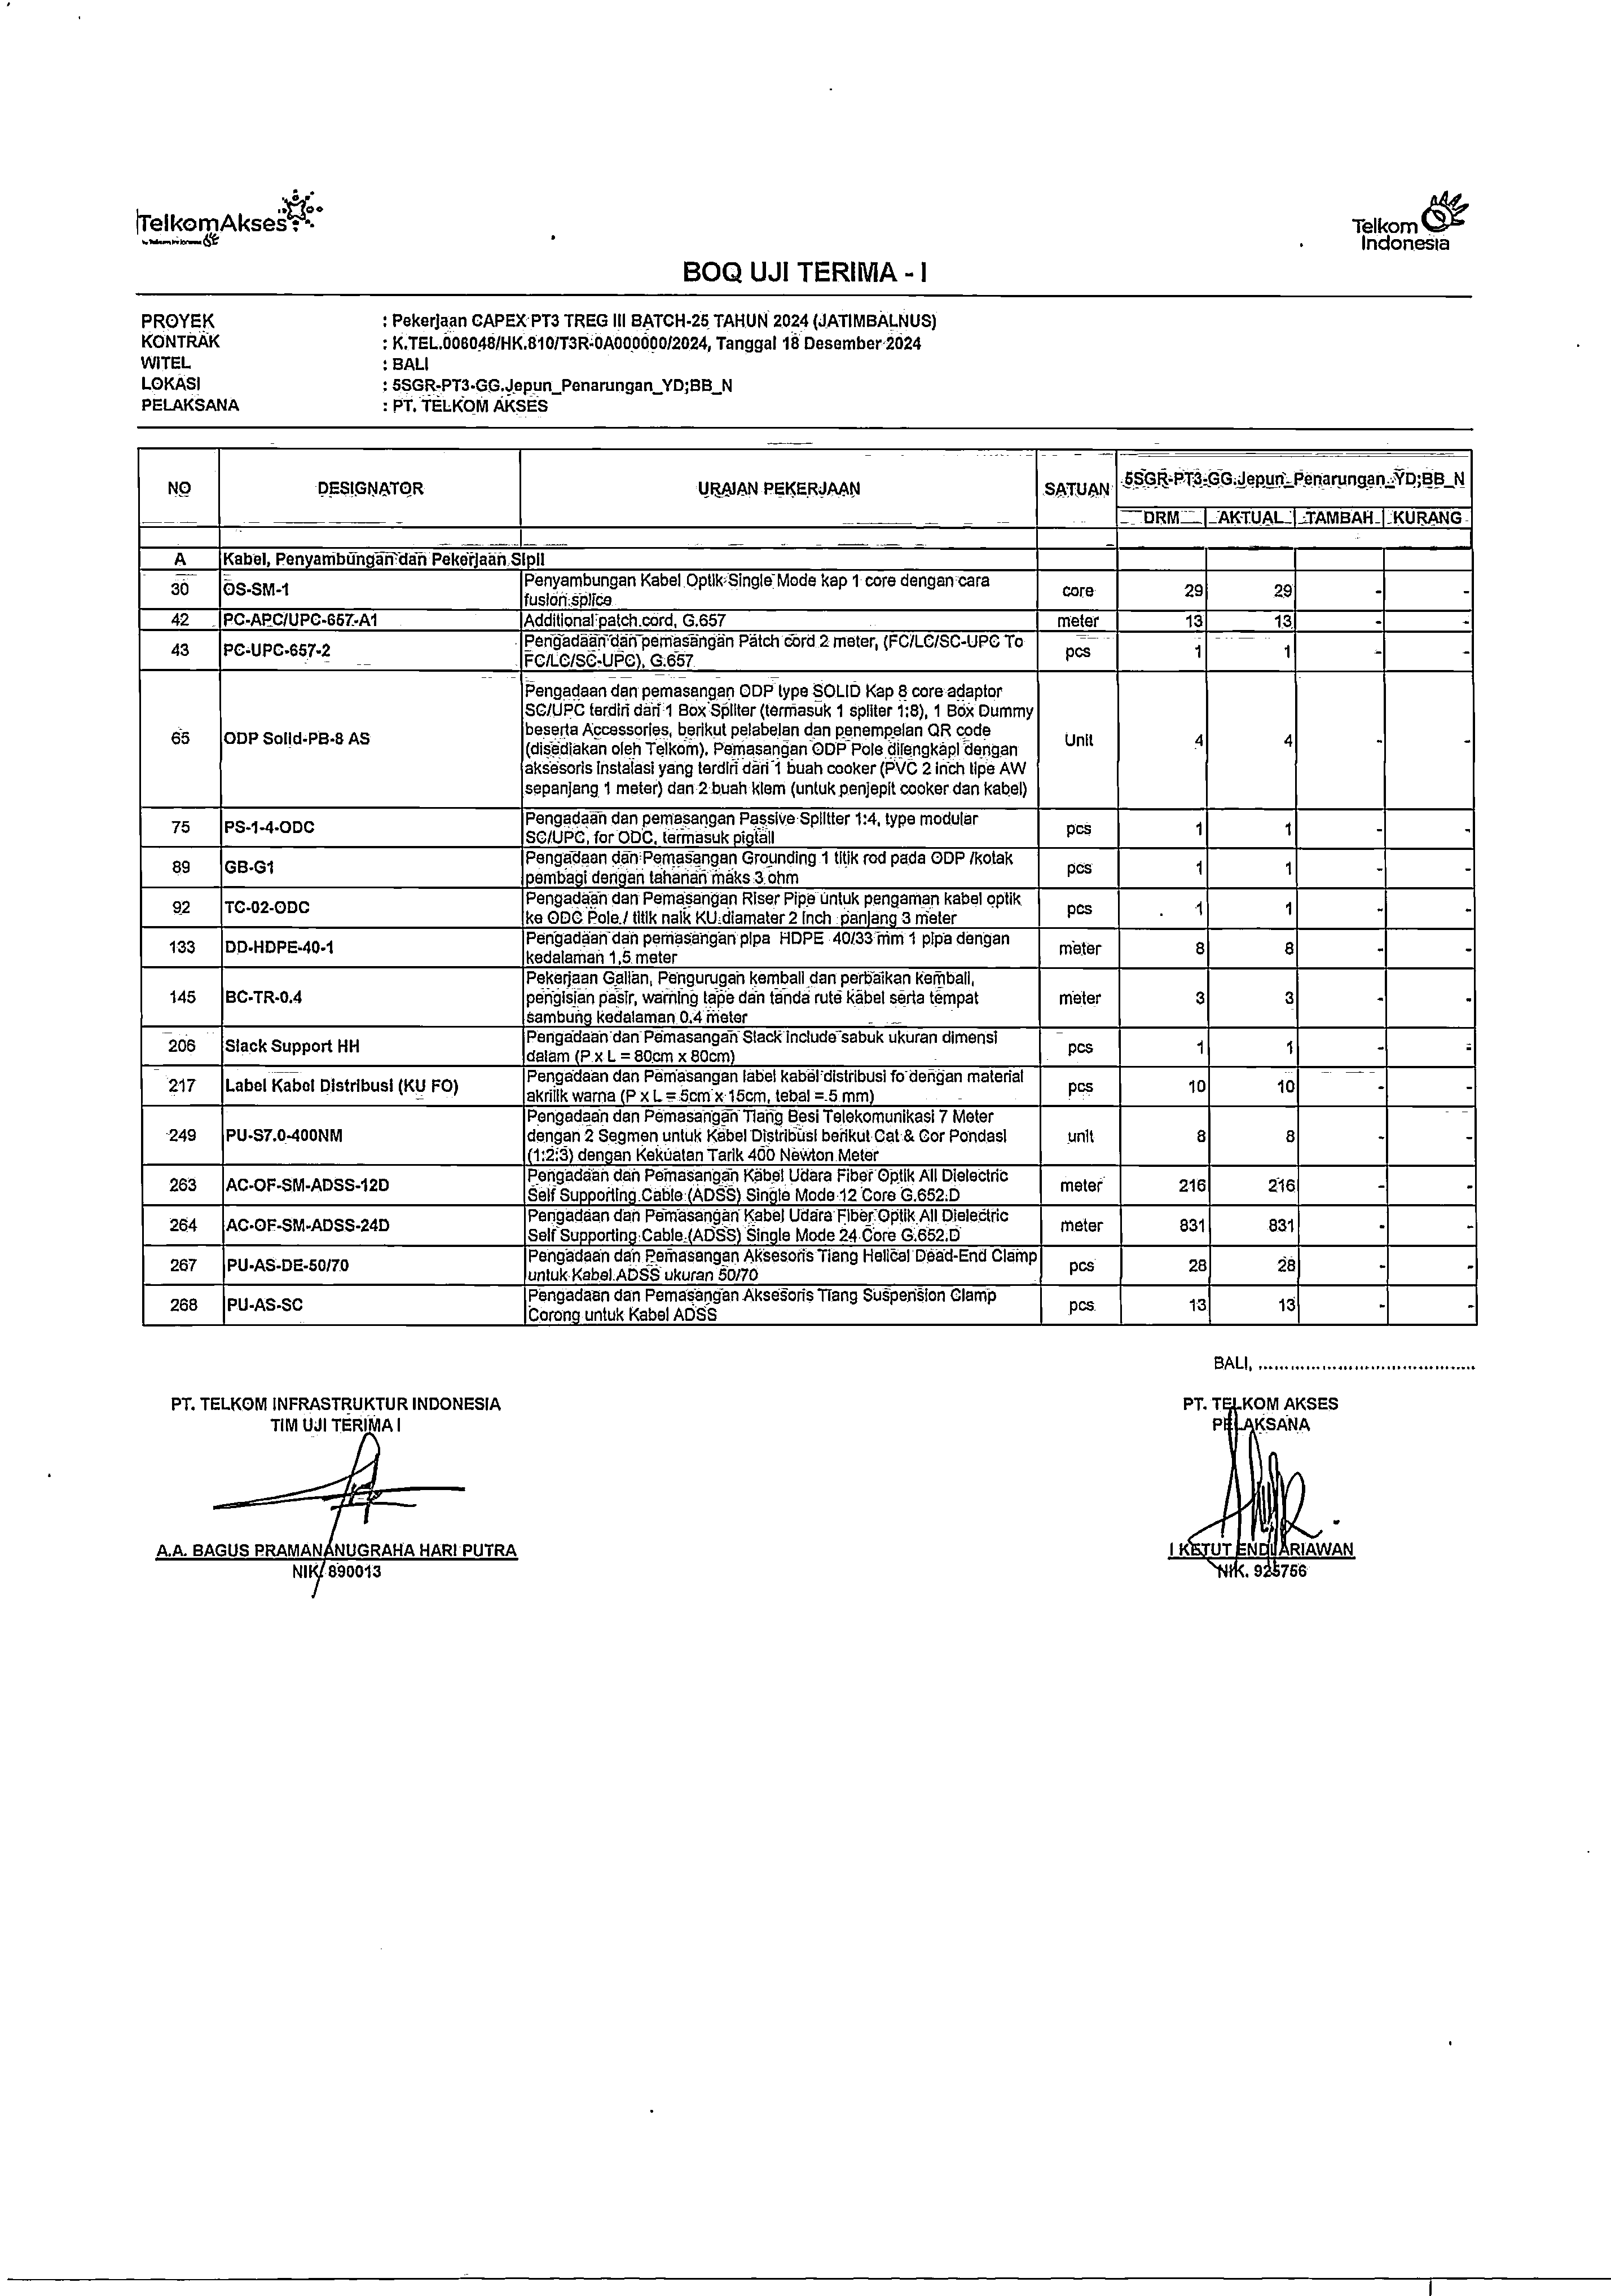 TelkomAkses
Telkom
Indonesia
BOQ UJI TERIMA - I
PROYEK : Pekerjaan CAPEX PT3 TREG III BATCH-25 TAHUN 2024 (JATIMBALNUS)
KONTRAK : K.TEL.006048/HK.810/T3R-0A000000/2024, Tanggal 18 Desember 2024
WITEL : BALI
LOKASI : 5SGR-PT3-GG.Jepun_Penarungan_YD;BB_N
PELAKSANA : PT. TELKOM AKSES
NO DESIGNATOR URAIAN PEKERJAAN SATUAN 5SGR-PT3-GG.Jepun_Penarungan_YD;BB_N
DRM AKTUAL TAMBAH KURANG
A Kabel, Penyambungan dan Pekerjaan Sipil
30 OS-SM-1 Penyambungan Kabel Optik Single Mode kap 1 core dengan cara
fusion splice core 29 29 - -
42 PC-APC/UPC-657-A1 Additional patch cord, G.657 meter 13 13 - -
43 PC-UPC-657-2 Pengadaan dan pemasangan Patch cord 2 meter, (FC/LC/SC-UPC To
FC/LC/SC-UPC), G.657 pcs 1 1 - -
65 ODP Solid-PB-8 AS Pengadaan dan pemasangan ODP type SOLID Kap 8 core adaptor
SC/UPC terdiri dari 1 Box Spliter (termasuk 1 spliter 1:8), 1 Box Dummy
beserta Accessories, berikut pelabelan dan penempelan QR code
(disediakan oleh Telkom). Pemasangan ODP Pole dilengkapi dengan
aksesoris instalasi yang terdiri dari 1 buah cooker (PVC 2 inch tipe AW
sepanjang 1 meter) dan 2 buah klem (untuk penjepit cooker dan kabel) Unit 4 4 - -
75 PS-1-4-ODC Pengadaan dan pemasangan Passive Splitter 1:4, type modular
SC/UPC, for ODC, termasuk pigtail pcs 1 1 - -
89 GB-G1 Pengadaan dan Pemasangan Grounding 1 titik rod pada ODP /kotak
pembagi dengan tahanan maks 3 ohm pcs 1 1 - -
92 TC-02-ODC Pengadaan dan Pemasangan Riser Pipe untuk pengaman kabel optik
ke ODC Pole / titik naik KU diamater 2 inch panjang 3 meter pcs 1 1 - -
133 DD-HDPE-40-1 Pengadaan dan pemasangan pipa HDPE 40/33 mm 1 pipa dengan
kedalaman 1,5 meter meter 8 8 - -
145 BC-TR-0.4 Pekerjaan Galian, Pengurugan kembali dan perbaikan kembali,
pengisian pasir, warning tape dan tanda rute kabel serta tempat
sambung kedalaman 0.4 meter meter 3 3 - -
206 Slack Support HH Pengadaan dan Pemasangan Slack include sabuk ukuran dimensi
dalam (P x L = 80cm x 80cm) pcs 1 1 - -
217 Label Kabel Distribusi (KU FO) Pengadaan dan Pemasangan label kabel distribusi fo dengan material
akrilik warna (P x L = 5cm x 15cm, tebal = 5 mm) pcs 10 10 - -
249 PU-S7.0-400NM Pengadaan dan Pemasangan Tiang Besi Telekomunikasi 7 Meter
dengan 2 Segmen untuk Kabel Distribusi berikut Cat & Cor Pondasi
(1:2:3) dengan Kekuatan Tarik 400 Newton Meter unit 8 8 - -
263 AC-OF-SM-ADSS-12D Pengadaan dan Pemasangan Kabel Udara Fiber Optik All Dielectric
Self Supporting Cable (ADSS) Single Mode 12 Core G.652.D meter 216 216 - -
264 AC-OF-SM-ADSS-24D Pengadaan dan Pemasangan Kabel Udara Fiber Optik All Dielectric
Self Supporting Cable (ADSS) Single Mode 24 Core G.652.D meter 831 831 - -
267 PU-AS-DE-50/70 Pengadaan dan Pemasangan Aksesoris Tiang Helical Dead-End Clamp
untuk Kabel ADSS ukuran 50/70 pcs 28 28 - -
268 PU-AS-SC Pengadaan dan Pemasangan Aksesoris Tiang Suspension Clamp
Corong untuk Kabel ADSS pcs 13 13 - -
BALI, ........................................
PT. TELKOM INFRASTRUKTUR INDONESIA PT. TELKOM AKSES
TIM UJI TERIMA I PELAKSANA
A.A. BAGUS PRAMANANUGRAHA HARI PUTRA I KETUT ENDI ARIAWAN
NIK. 890013 NIK. 925756